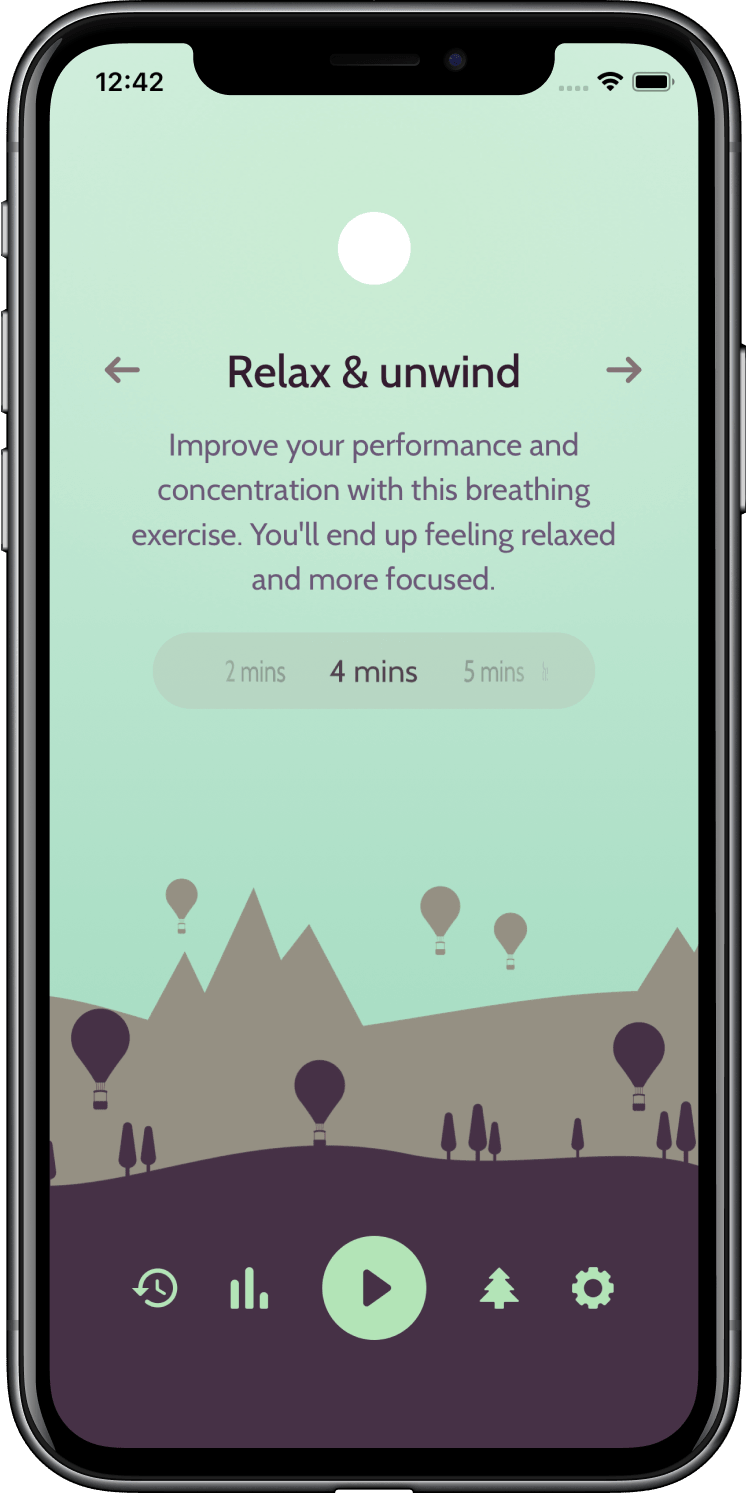 12:42
Relax & unwind
Improve your performance and
concentration with this breathing
exercise. You'll end up feeling relaxed
and more focused.
2 mins 4 mins 5 mins